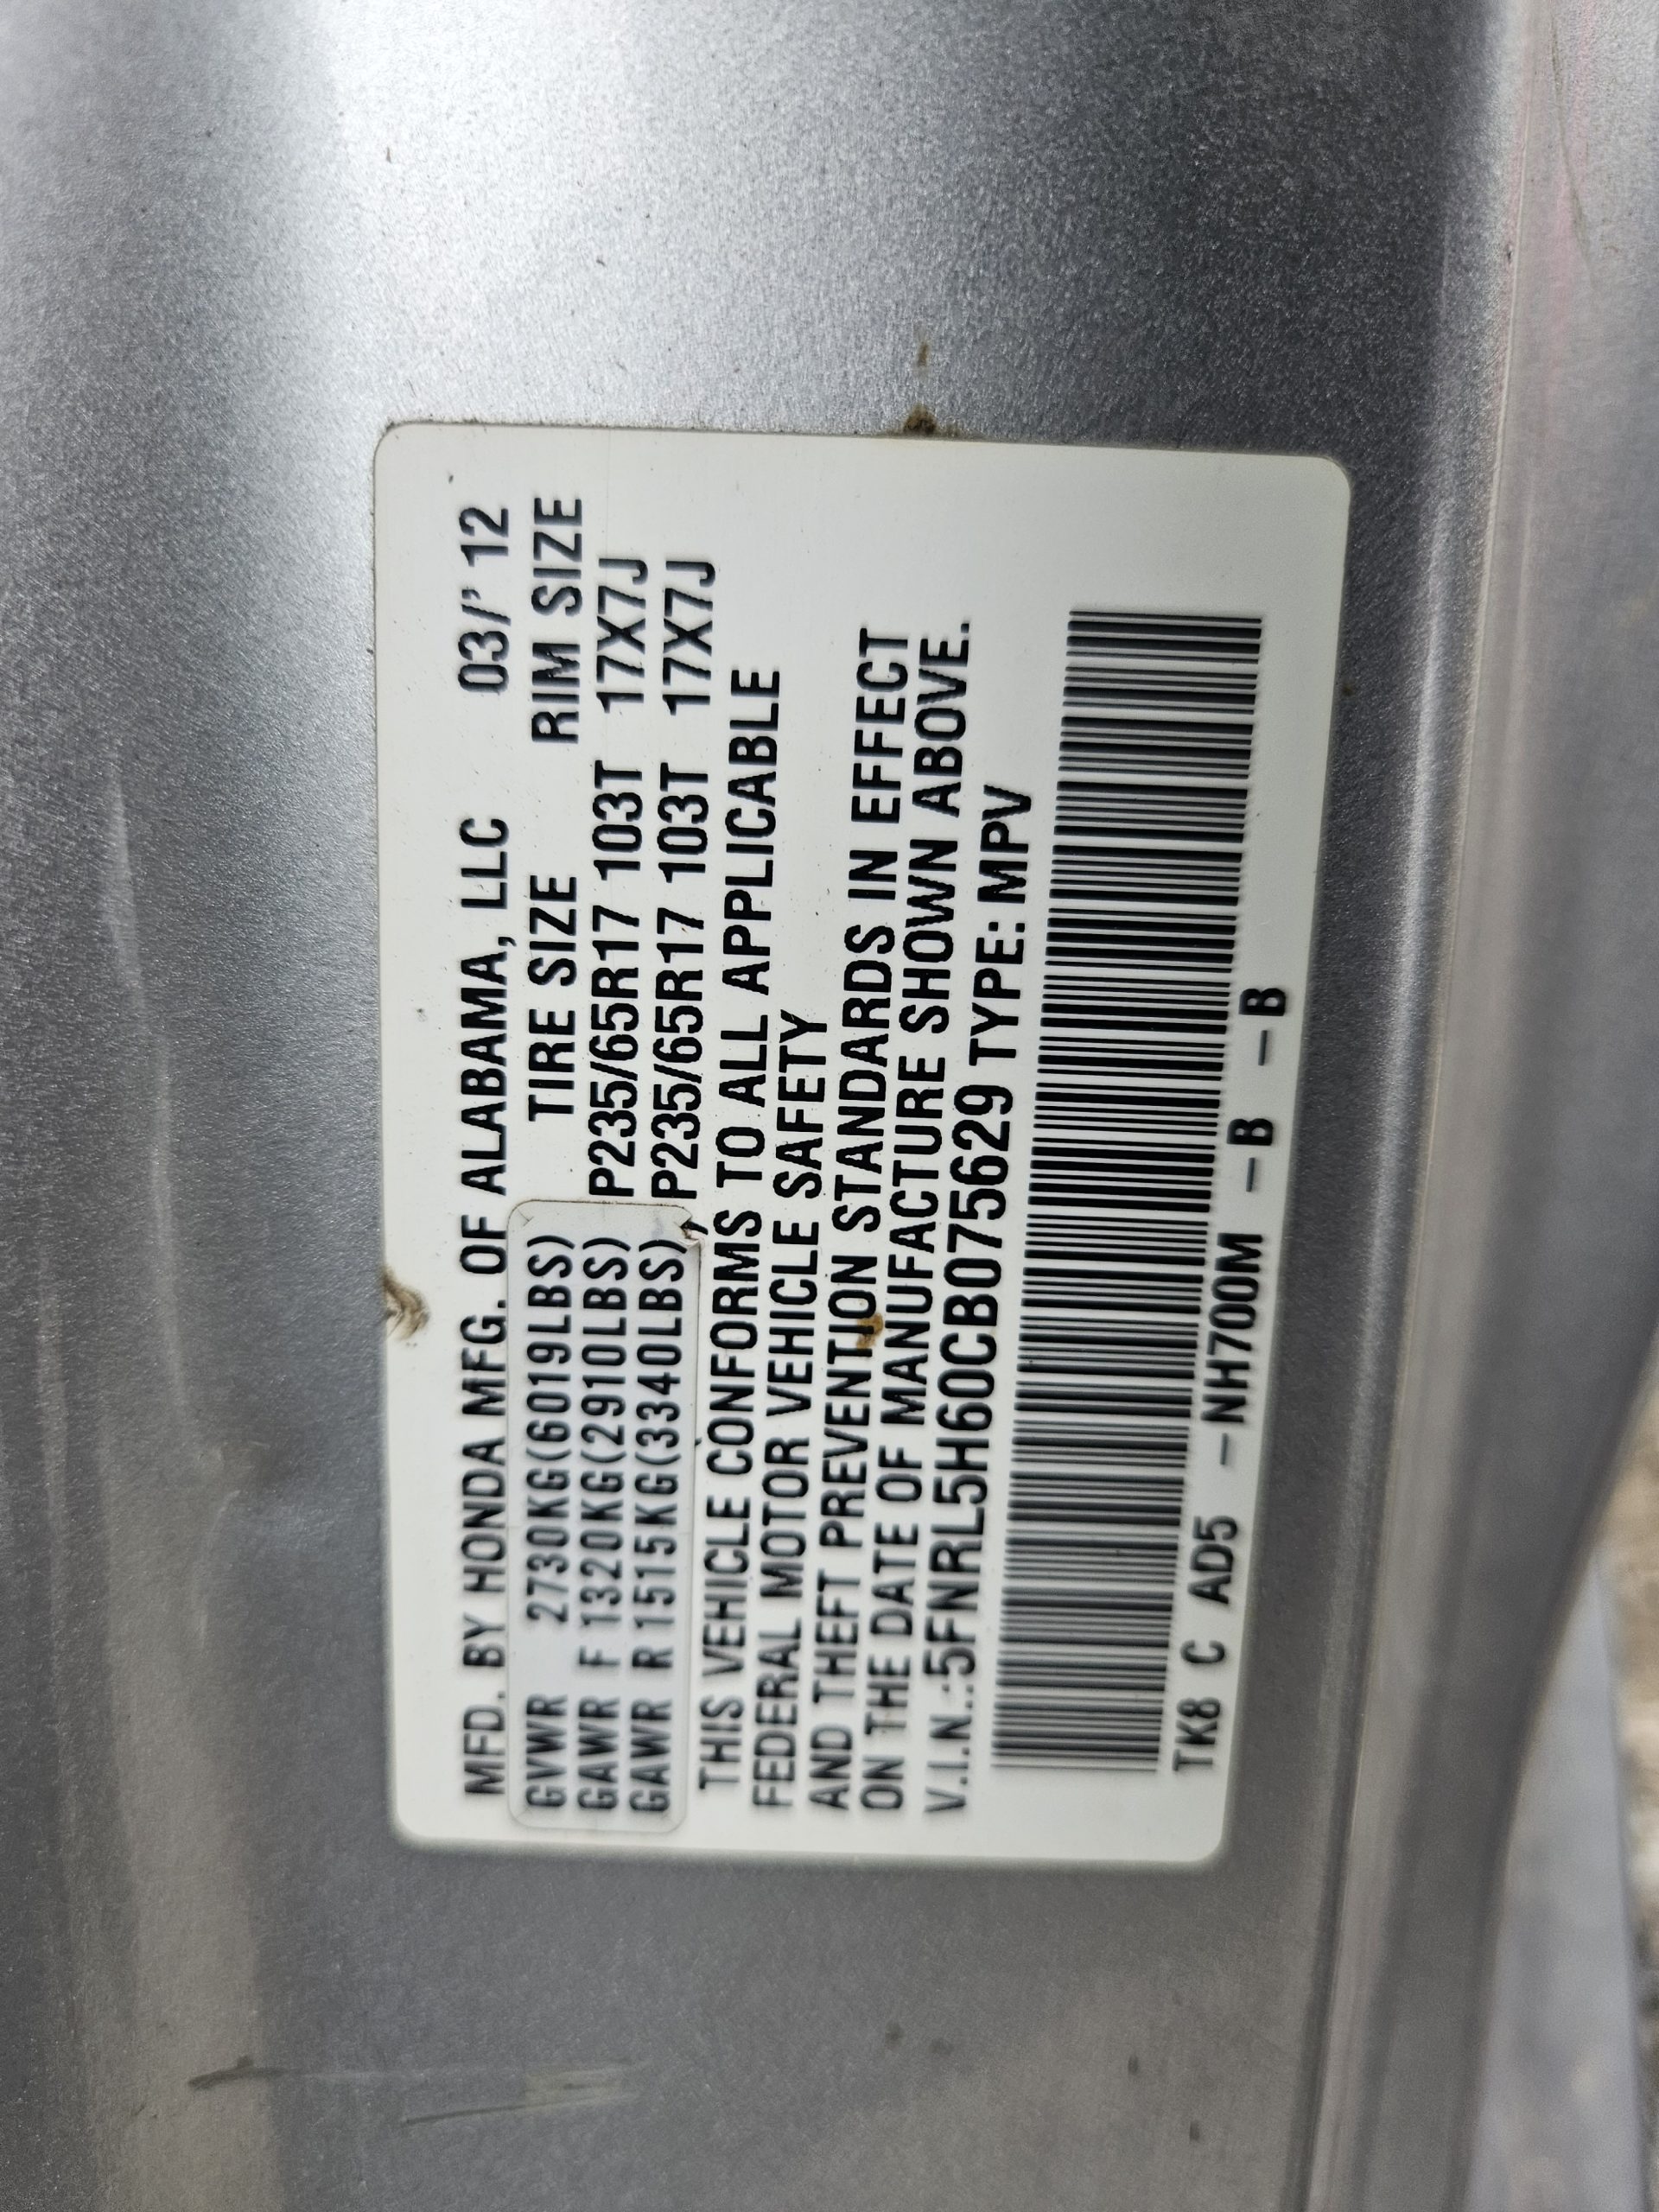 MFD. BY HONDA MFG. OF ALABAMA, LLC 03/'12
TIRE SIZE RIM SIZE
GVWR 2730KG(6019LBS)
GAWR F 1320KG(2910LBS) P235/65R17 103T 17X7J
GAWR R 1515KG(3340LBS) P235/65R17 103T 17X7J
THIS VEHICLE CONFORMS TO ALL APPLICABLE
FEDERAL MOTOR VEHICLE SAFETY
AND THEFT PREVENTION STANDARDS IN EFFECT
ON THE DATE OF MANUFACTURE SHOWN ABOVE.
V.I.N.:5FNRL5H60CB075629 TYPE: MPV
TK8 C AD5 –NH700M –B –B